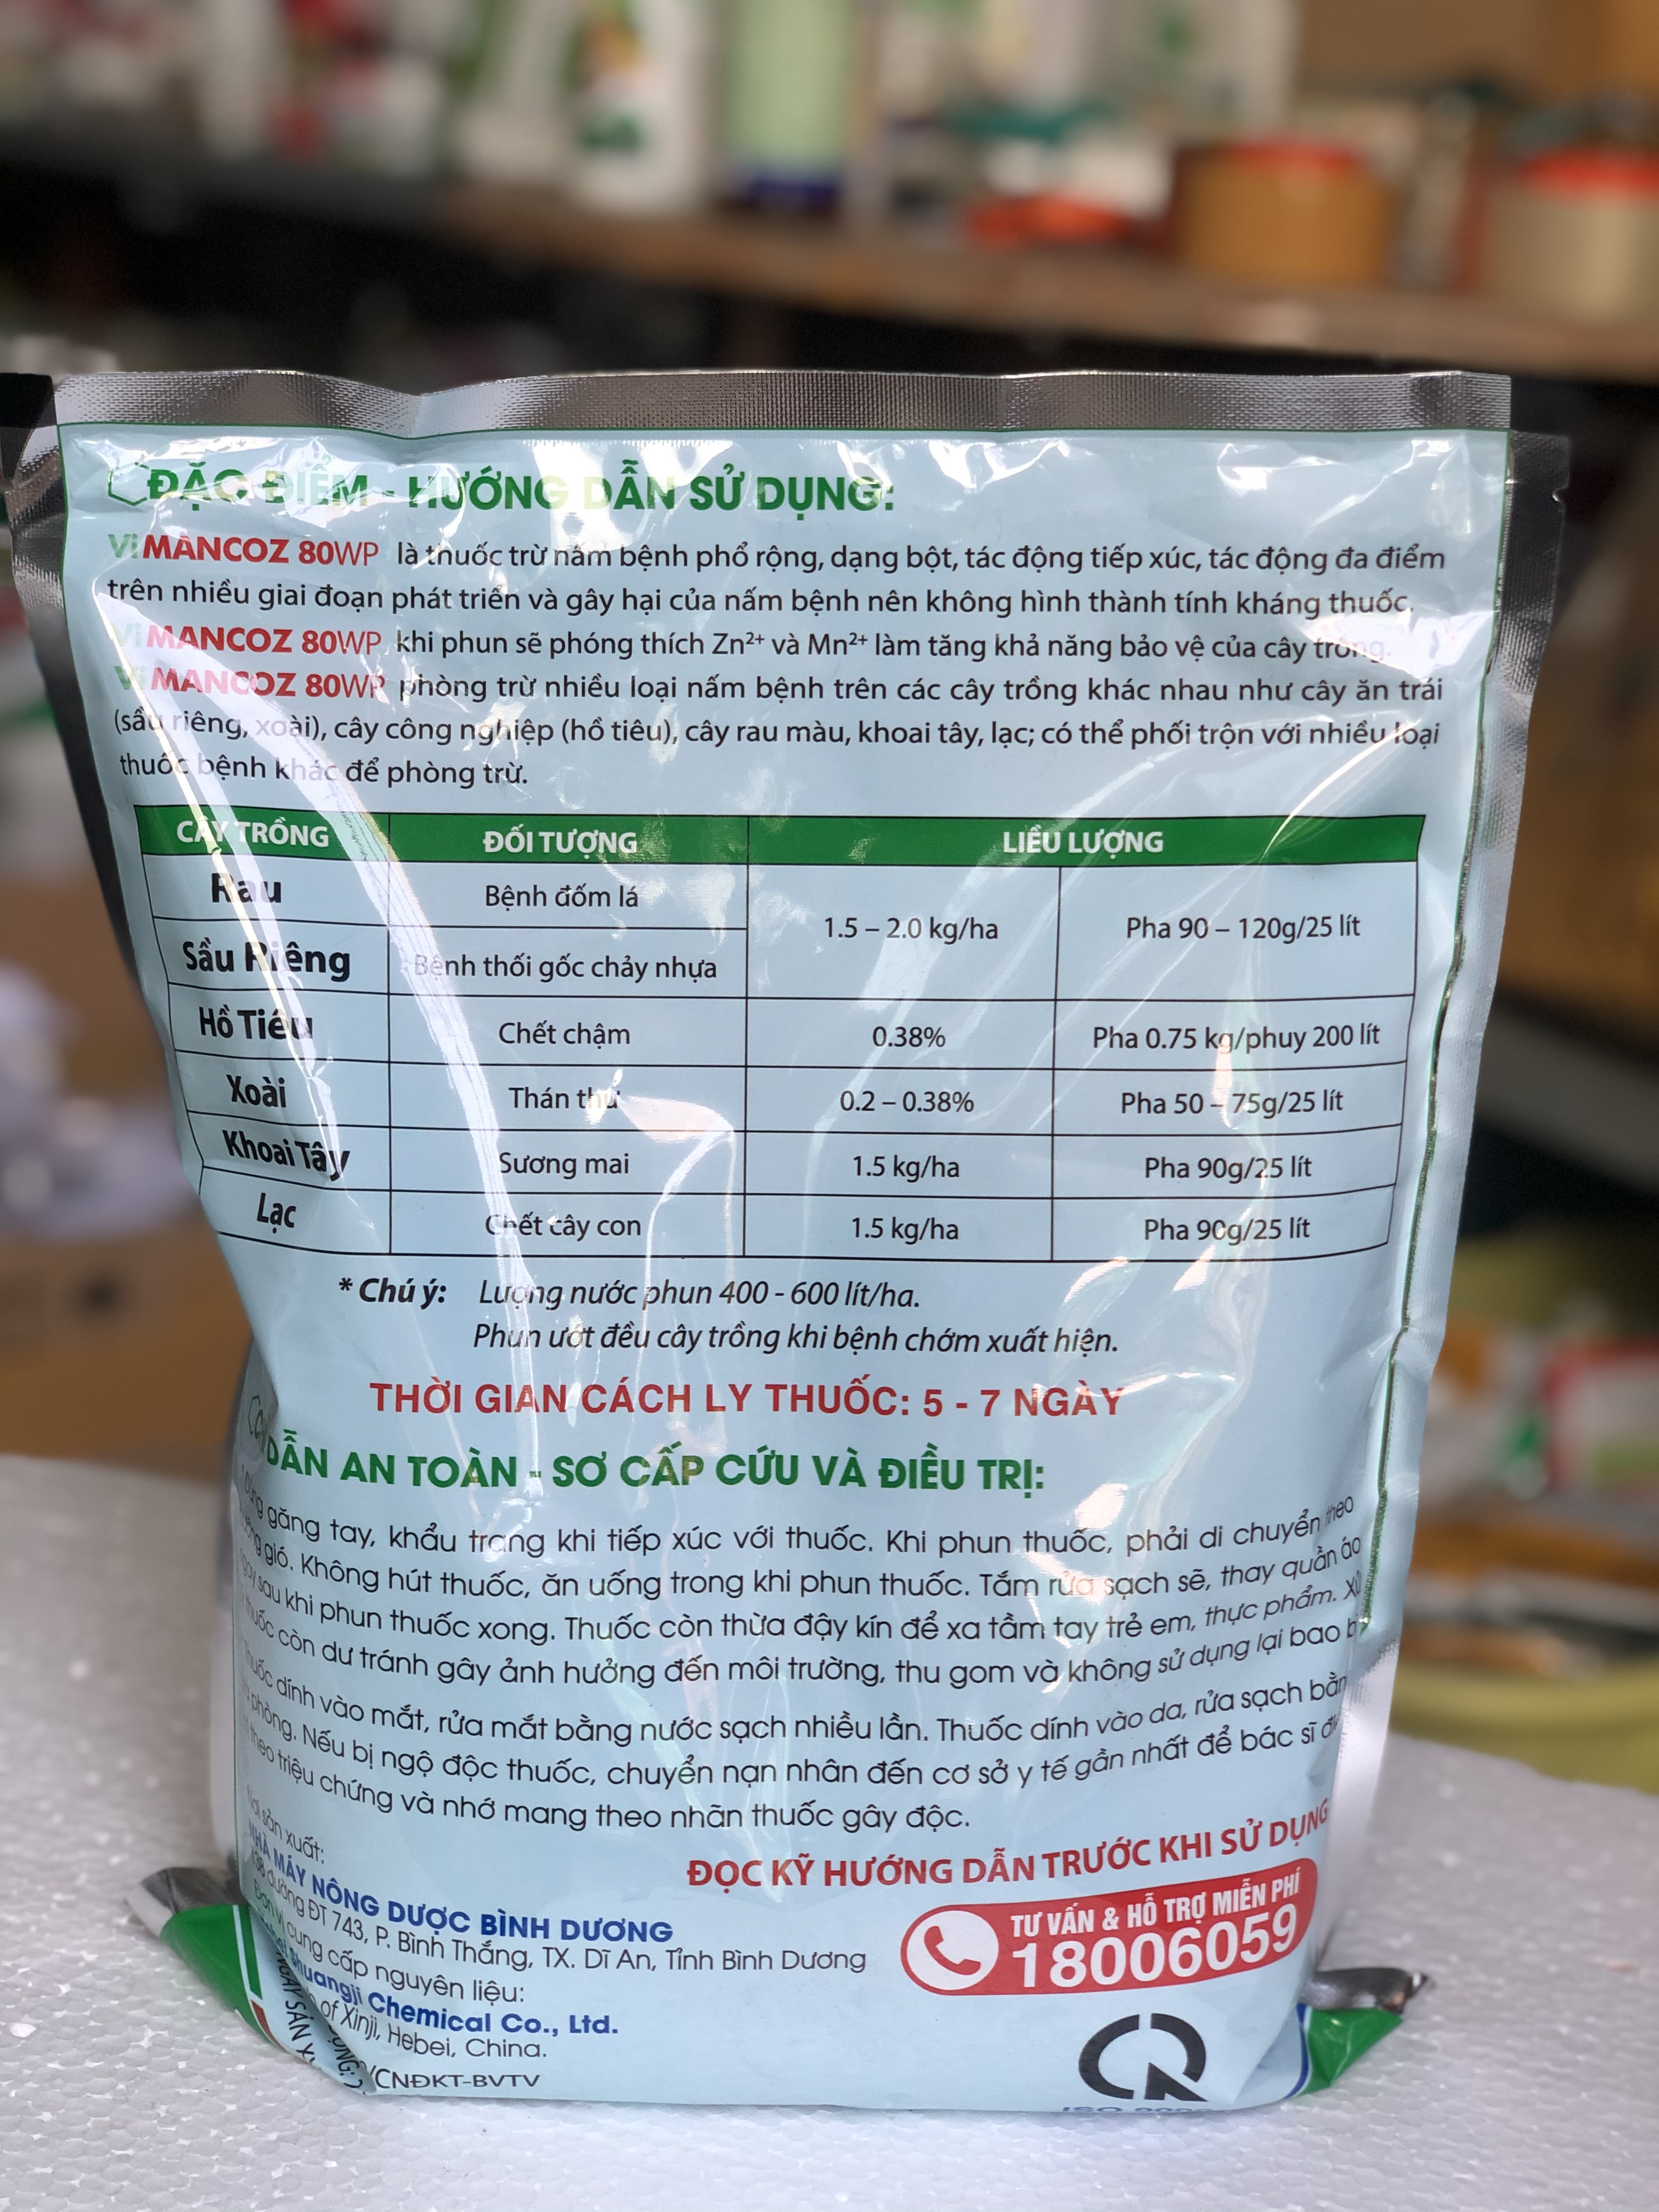 ĐẶC ĐIỂM - HƯỚNG DẪN SỬ DỤNG:
ViMANCOZ 80WP là thuốc trừ nấm bệnh phổ rộng, dạng bột, tác động tiếp xúc, tác động đa điểm
trên nhiều giai đoạn phát triển và gây hại của nấm bệnh nên không hình thành tính kháng thuốc.
ViMANCOZ 80WP khi phun sẽ phóng thích Zn²⁺ và Mn²⁺ làm tăng khả năng bảo vệ của cây trồng.
ViMANCOZ 80WP phòng trừ nhiều loại nấm bệnh trên các cây trồng khác nhau như cây ăn trái
(sầu riêng, xoài), cây công nghiệp (hồ tiêu), cây rau màu, khoai tây, lạc; có thể phối trộn với nhiều loại
thuốc bệnh khác để phòng trừ.
CÂY TRỒNG ĐỐI TƯỢNG LIỀU LƯỢNG
Rau Bệnh đốm lá
1.5 – 2.0 kg/ha Pha 90 – 120g/25 lít
Sầu Riêng Bệnh thối gốc chảy nhựa
Hồ Tiêu Chết chậm 0.38% Pha 0.75 kg/phuy 200 lít
Xoài Thán thư 0.2 – 0.38% Pha 50 – 75g/25 lít
Khoai Tây Sương mai 1.5 kg/ha Pha 90g/25 lít
Lạc Chết cây con 1.5 kg/ha Pha 90g/25 lít
* Chú ý: Lượng nước phun 400 - 600 lít/ha.
Phun ướt đều cây trồng khi bệnh chớm xuất hiện.
THỜI GIAN CÁCH LY THUỐC: 5 - 7 NGÀY
DẪN AN TOÀN - SƠ CẤP CỨU VÀ ĐIỀU TRỊ:
Dùng găng tay, khẩu trang khi tiếp xúc với thuốc. Khi phun thuốc, phải di chuyển theo
gió. Không hút thuốc, ăn uống trong khi phun thuốc. Tắm rửa sạch sẽ, thay quần áo
ngay sau khi phun thuốc xong. Thuốc còn thừa đậy kín để xa tầm tay trẻ em, thực phẩm.
thuốc còn dư tránh gây ảnh hưởng đến môi trường, thu gom và không sử dụng lại bao
Thuốc dính vào mắt, rửa mắt bằng nước sạch nhiều lần. Thuốc dính vào da, rửa sạch bằng
phòng. Nếu bị ngộ độc thuốc, chuyển nạn nhân đến cơ sở y tế gần nhất để bác sĩ
theo triệu chứng và nhớ mang theo nhãn thuốc gây độc.
ĐỌC KỸ HƯỚNG DẪN TRƯỚC KHI SỬ DỤNG
Nơi sản xuất:
NHÀ MÁY NÔNG DƯỢC BÌNH DƯƠNG
138 đường ĐT 743, P. Bình Thắng, TX. Dĩ An, Tỉnh Bình Dương
Đơn vị cung cấp nguyên liệu:
Shuangji Chemical Co., Ltd.
of Xinji, Hebei, China.
/CNĐKT-BVTV
NGÀY SẢN
TƯ VẤN & HỖ TRỢ MIỄN PHÍ
18006059